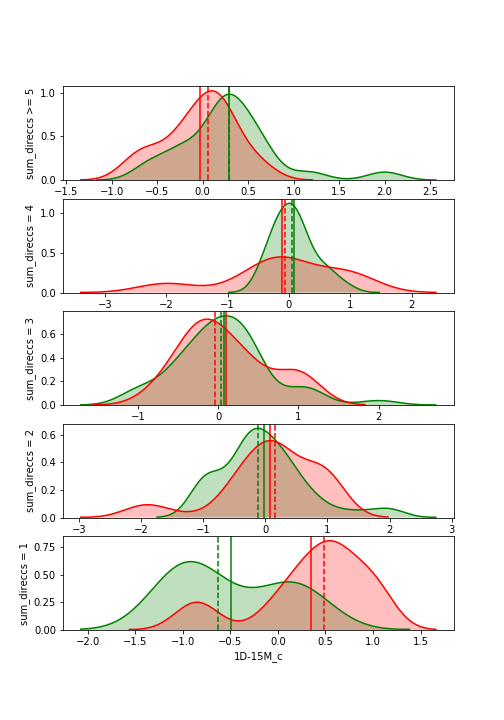 sum_direccs >= 5
1.0
0.5
0.0
−1.5 −1.0 −0.5 0.0 0.5 1.0 1.5 2.0 2.5
sum_direccs = 4
1.0
0.5
0.0
−3 −2 −1 0 1 2
sum_direccs = 3
0.6
0.4
0.2
0.0
−1 0 1 2
sum_direccs = 2
0.6
0.4
0.2
0.0
−3 −2 −1 0 1 2 3
sum_direccs = 1
0.75
0.50
0.25
0.00
−2.0 −1.5 −1.0 −0.5 0.0 0.5 1.0 1.5
1D-15M_c